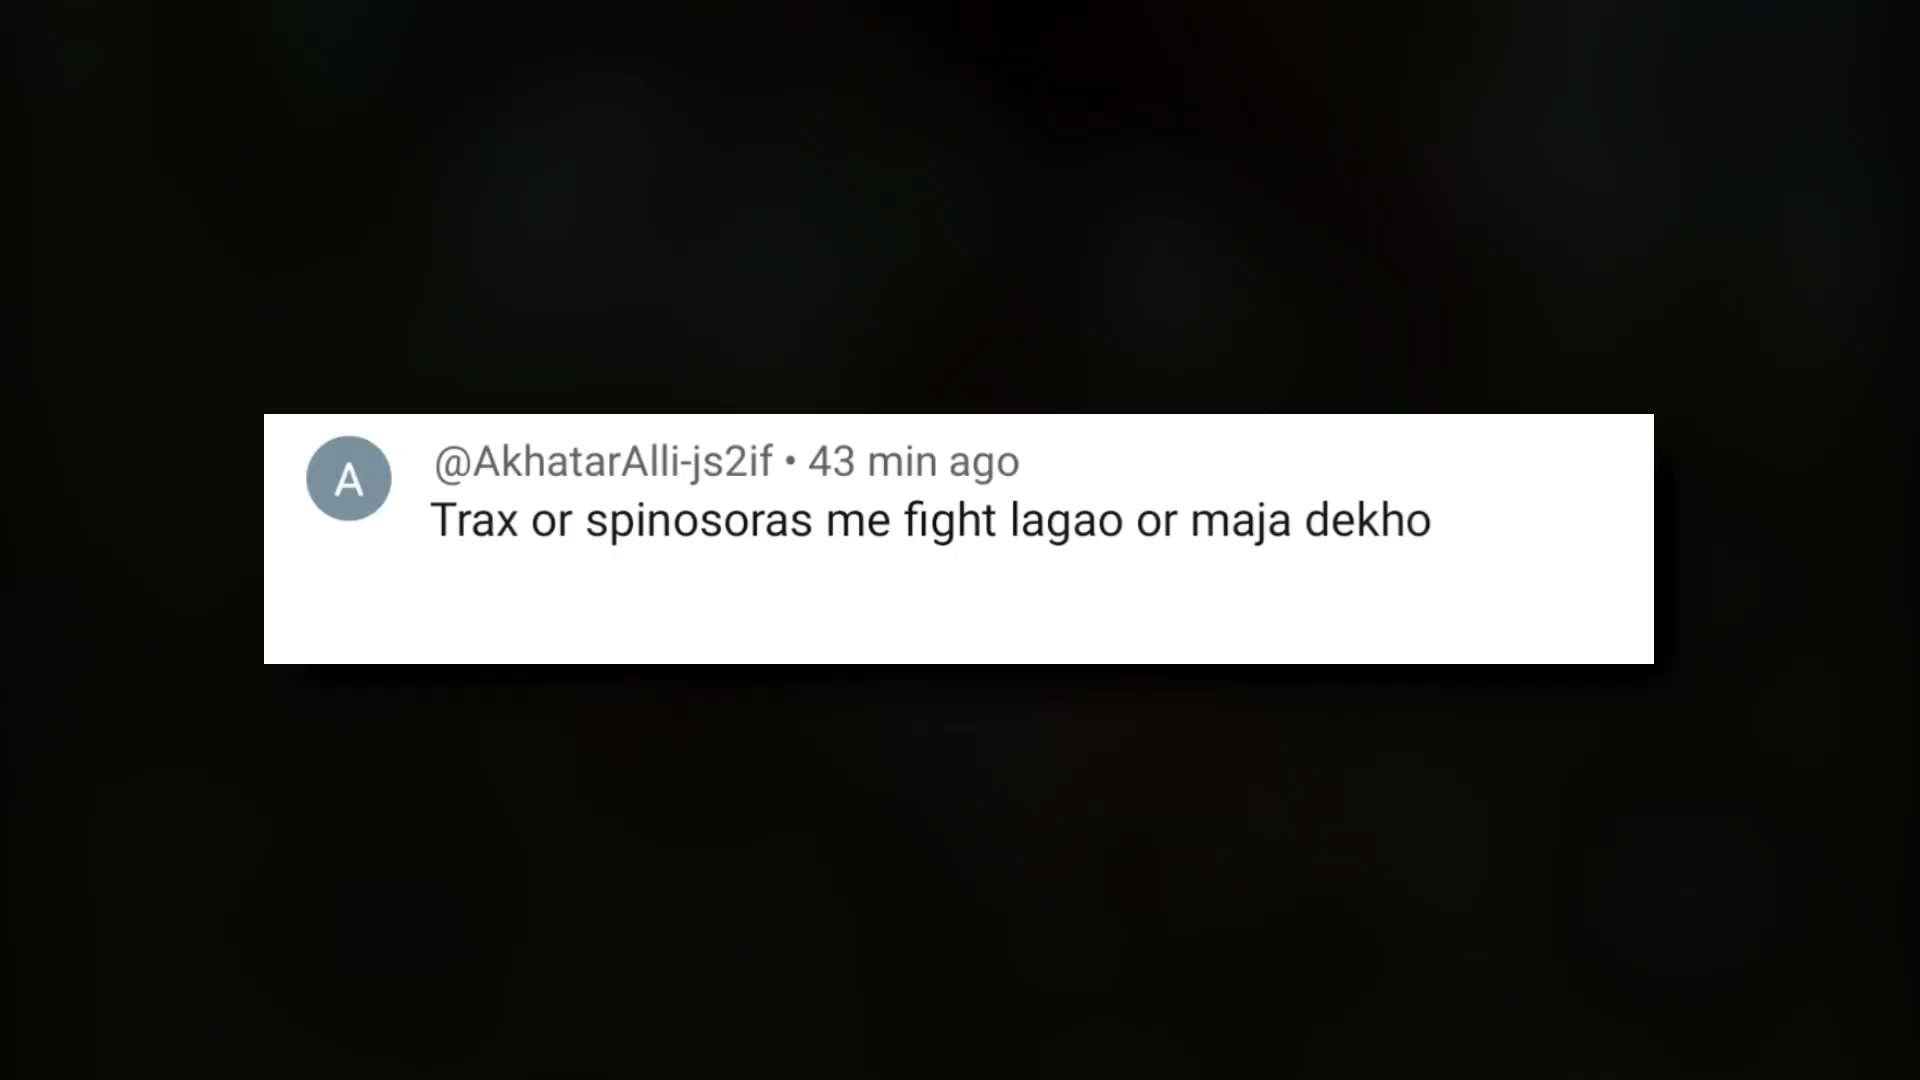 A
@AkhatarAlli-js2if • 43 min ago
Trax or spinosoras me fight lagao or maja dekho